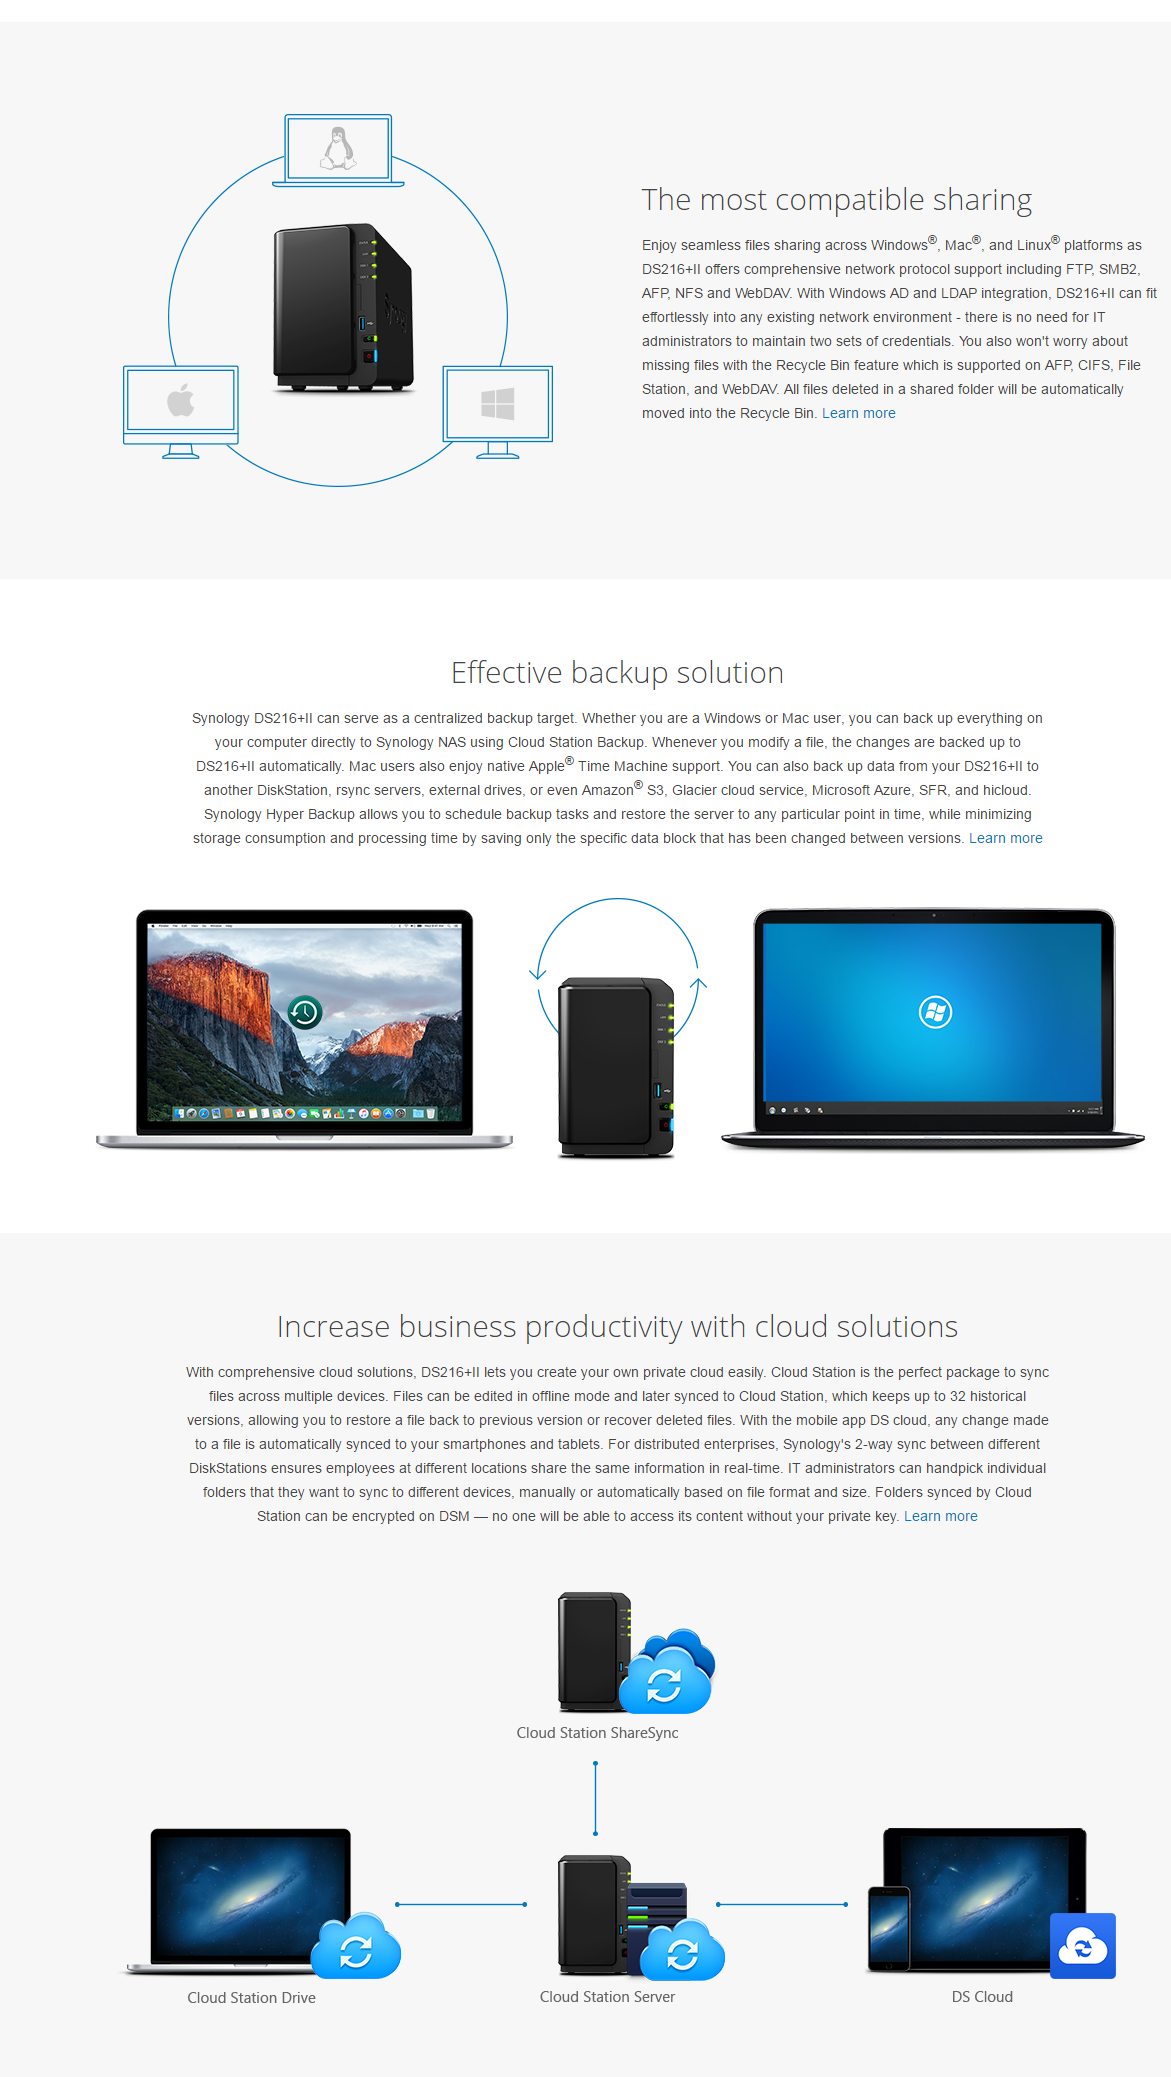 The most compatible sharing
Enjoy seamless files sharing across Windows®, Mac®, and Linux® platforms as
DS216+II offers comprehensive network protocol support including FTP, SMB2,
AFP, NFS and WebDAV. With Windows AD and LDAP integration, DS216+II can fit
effortlessly into any existing network environment - there is no need for IT
administrators to maintain two sets of credentials. You also won't worry about
missing files with the Recycle Bin feature which is supported on AFP, CIFS, File
Station, and WebDAV. All files deleted in a shared folder will be automatically
moved into the Recycle Bin. Learn more
Effective backup solution
Synology DS216+II can serve as a centralized backup target. Whether you are a Windows or Mac user, you can back up everything on
your computer directly to Synology NAS using Cloud Station Backup. Whenever you modify a file, the changes are backed up to
DS216+II automatically. Mac users also enjoy native Apple® Time Machine support. You can also back up data from your DS216+II to
another DiskStation, rsync servers, external drives, or even Amazon® S3, Glacier cloud service, Microsoft Azure, SFR, and hicloud.
Synology Hyper Backup allows you to schedule backup tasks and restore the server to any particular point in time, while minimizing
storage consumption and processing time by saving only the specific data block that has been changed between versions. Learn more
Increase business productivity with cloud solutions
With comprehensive cloud solutions, DS216+II lets you create your own private cloud easily. Cloud Station is the perfect package to sync
files across multiple devices. Files can be edited in offline mode and later synced to Cloud Station, which keeps up to 32 historical
versions, allowing you to restore a file back to previous version or recover deleted files. With the mobile app DS cloud, any change made
to a file is automatically synced to your smartphones and tablets. For distributed enterprises, Synology's 2-way sync between different
DiskStations ensures employees at different locations share the same information in real-time. IT administrators can handpick individual
folders that they want to sync to different devices, manually or automatically based on file format and size. Folders synced by Cloud
Station can be encrypted on DSM — no one will be able to access its content without your private key. Learn more
Cloud Station ShareSync
Cloud Station Drive
Cloud Station Server
DS Cloud